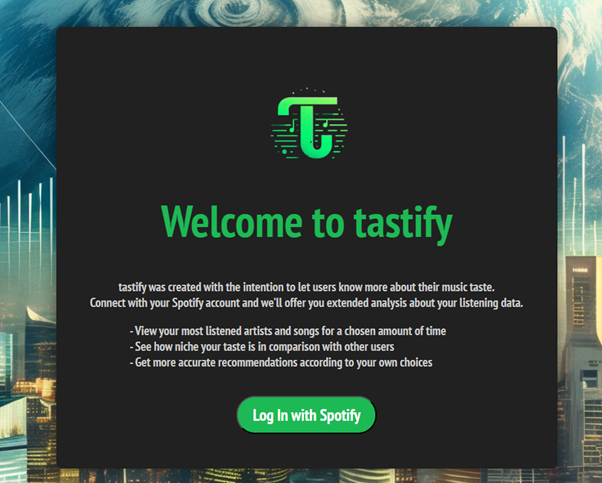 Welcome to tastify
tastify was created with the intention to let users know more about their music taste.
Connect with your Spotify account and we'll offer you extended analysis about your listening data.
- View your most listened artists and songs for a chosen amount of time
- See how niche your taste is in comparison with other users
- Get more accurate recommendations according to your own choices
Log In with Spotify